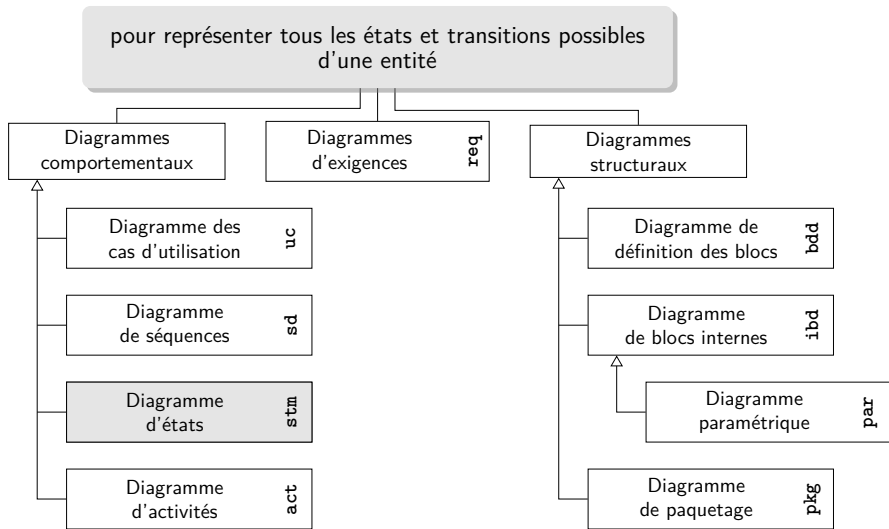 pour représenter tous les états et transitions possibles
d'une entité
Diagrammes
comportementaux
Diagrammes
d'exigences
req
Diagrammes
structuraux
Diagramme des
cas d'utilisation
uc
Diagramme de
définition des blocs
bdd
Diagramme
de séquences
sd
Diagramme
de blocs internes
ibd
Diagramme
d'états
stm
Diagramme
paramétrique
par
Diagramme
d'activités
act
Diagramme
de paquetage
pkg